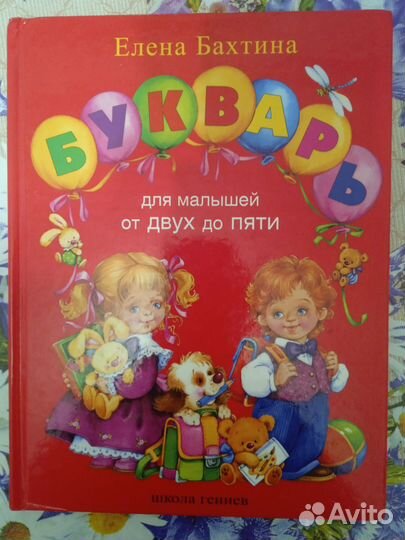 Елена Бахтина
БУКВАРЬ
для малышей
от двух до пяти
школа гениев
Avito